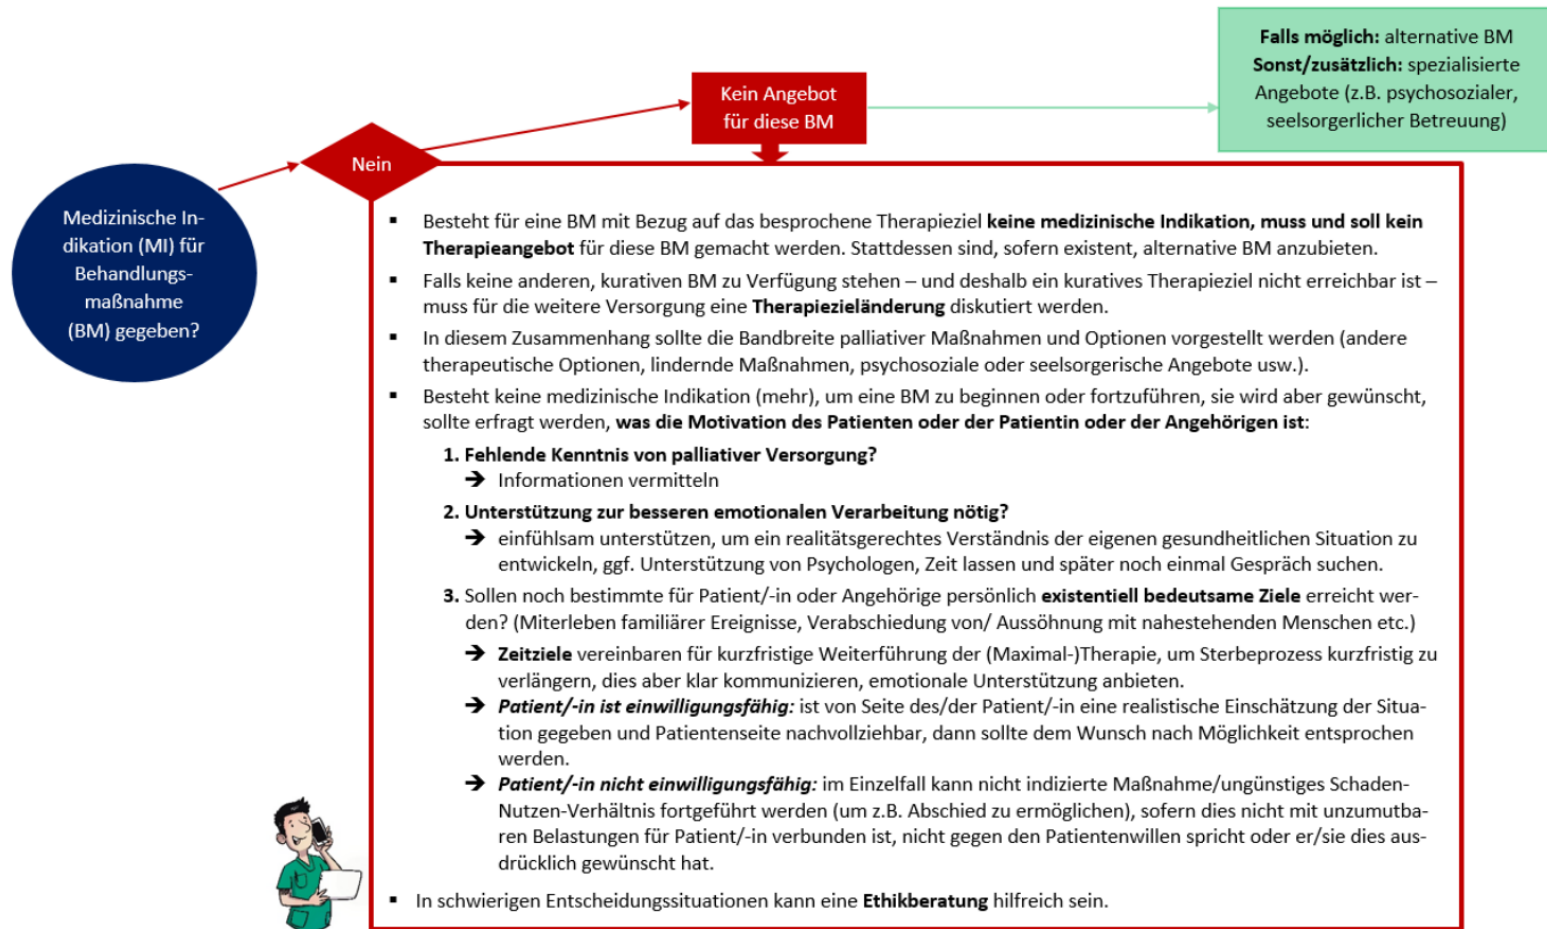 Falls möglich: alternative BM
Sonst/zusätzlich: spezialisierte
Angebote (z.B. psychosozialer,
seelsorgerlicher Betreuung)
Kein Angebot
für diese BM
Nein
Medizinische In-
dikation (MI) für
Behandlungs-
maßnahme
(BM) gegeben?
▪ Besteht für eine BM mit Bezug auf das besprochene Therapieziel keine medizinische Indikation, muss und soll kein
Therapieangebot für diese BM gemacht werden. Stattdessen sind, sofern existent, alternative BM anzubieten.
▪ Falls keine anderen, kurativen BM zu Verfügung stehen – und deshalb ein kuratives Therapieziel nicht erreichbar ist –
muss für die weitere Versorgung eine Therapiezieländerung diskutiert werden.
▪ In diesem Zusammenhang sollte die Bandbreite palliativer Maßnahmen und Optionen vorgestellt werden (andere
therapeutische Optionen, lindernde Maßnahmen, psychosoziale oder seelsorgerische Angebote usw.).
▪ Besteht keine medizinische Indikation (mehr), um eine BM zu beginnen oder fortzuführen, sie wird aber gewünscht,
sollte erfragt werden, was die Motivation des Patienten oder der Patientin oder der Angehörigen ist:
1. Fehlende Kenntnis von palliativer Versorgung?
➔ Informationen vermitteln
2. Unterstützung zur besseren emotionalen Verarbeitung nötig?
➔ einfühlsam unterstützen, um ein realitätsgerechtes Verständnis der eigenen gesundheitlichen Situation zu
entwickeln, ggf. Unterstützung von Psychologen, Zeit lassen und später noch einmal Gespräch suchen.
3. Sollen noch bestimmte für Patient/-in oder Angehörige persönlich existentiell bedeutsame Ziele erreicht wer-
den? (Miterleben familiärer Ereignisse, Verabschiedung von/ Aussöhnung mit nahestehenden Menschen etc.)
➔ Zeitziele vereinbaren für kurzfristige Weiterführung der (Maximal-)Therapie, um Sterbeprozess kurzfristig zu
verlängern, dies aber klar kommunizieren, emotionale Unterstützung anbieten.
➔ Patient/-in ist einwilligungsfähig: ist von Seite des/der Patient/-in eine realistische Einschätzung der Situa-
tion gegeben und Patientenseite nachvollziehbar, dann sollte dem Wunsch nach Möglichkeit entsprochen
werden.
➔ Patient/-in nicht einwilligungsfähig: im Einzelfall kann nicht indizierte Maßnahme/ungünstiges Schaden-
Nutzen-Verhältnis fortgeführt werden (um z.B. Abschied zu ermöglichen), sofern dies nicht mit unzumutba-
ren Belastungen für Patient/-in verbunden ist, nicht gegen den Patientenwillen spricht oder er/sie dies aus-
drücklich gewünscht hat.
▪ In schwierigen Entscheidungssituationen kann eine Ethikberatung hilfreich sein.